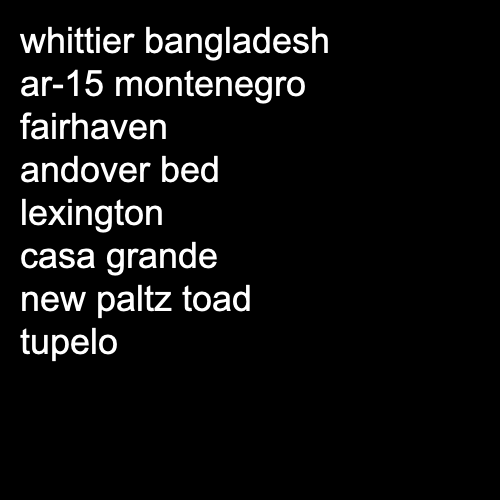 whittier bangladesh
ar-15 montenegro
fairhaven
andover bed
lexington
casa grande
new paltz toad
tupelo